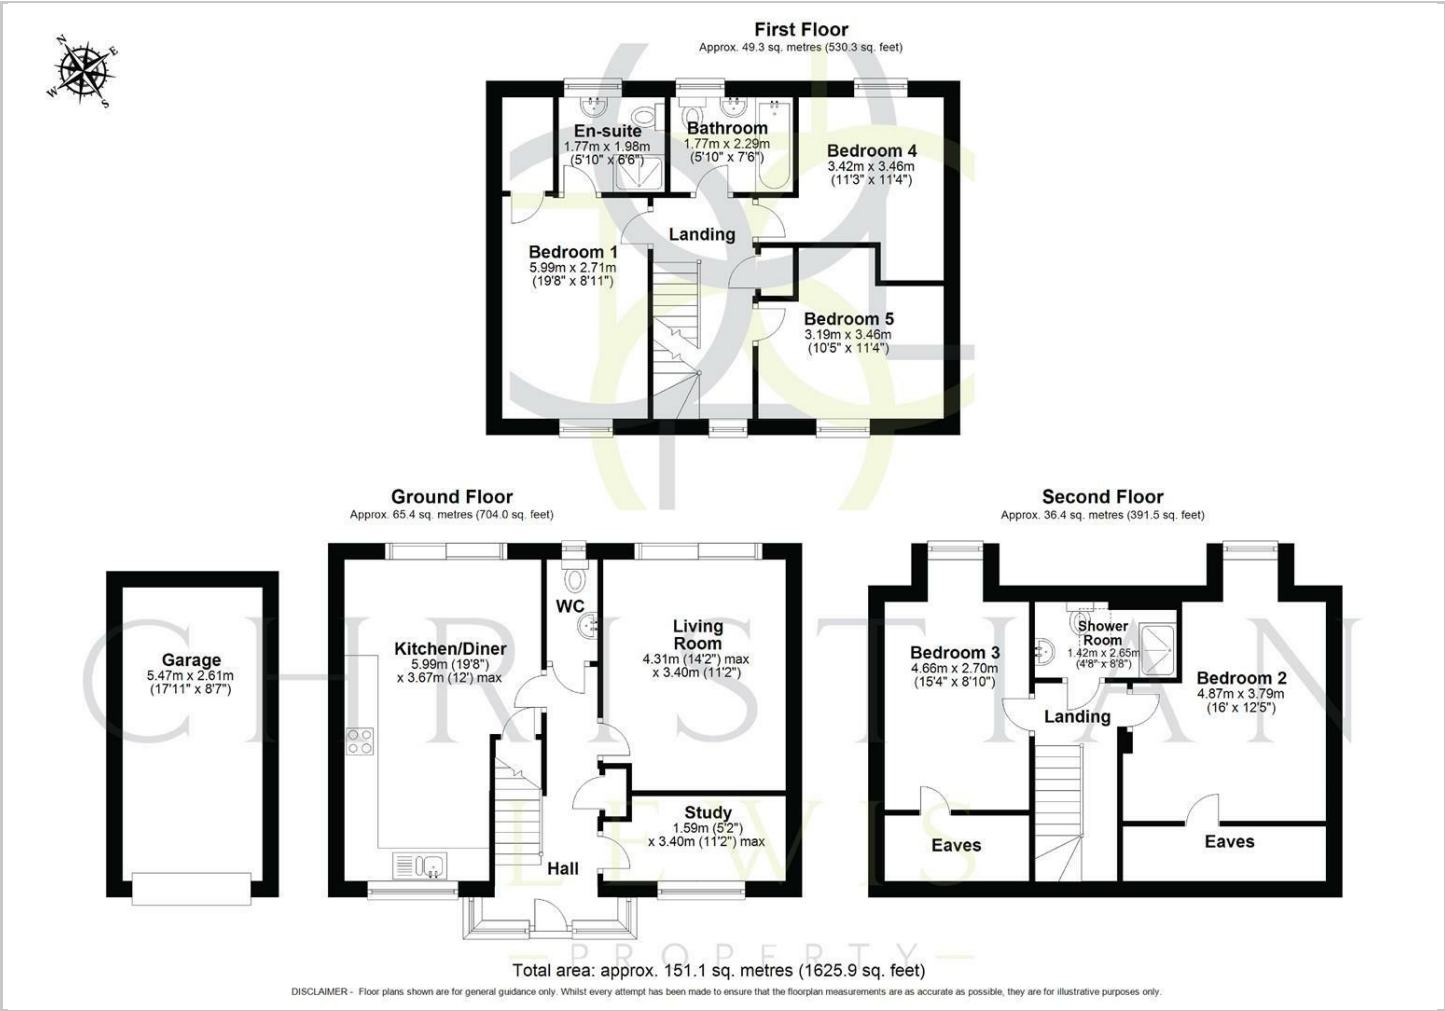 First Floor
Approx. 49.3 sq. metres (530.3 sq. feet)
N
E
W
S
En-suite
1.77m x 1.98m
(5'10" x 6'6")
Bathroom
1.77m x 2.29m
(5'10" x 7'6")
Bedroom 4
3.42m x 3.46m
(11'3" x 11'4")
Landing
Bedroom 1
5.99m x 2.71m
(19'8" x 8'11")
Bedroom 5
3.19m x 3.46m
(10'5" x 11'4")
Ground Floor
Approx. 65.4 sq. metres (704.0 sq. feet)
Garage
5.47m x 2.61m
(17'11" x 8'7")
Kitchen/Diner
5.99m (19'8")
x 3.67m (12') max
WC
Living
Room
4.31m (14'2") max
x 3.40m (11'2")
Study
1.59m (5'2")
x 3.40m (11'2") max
Hall
Second Floor
Approx. 36.4 sq. metres (391.5 sq. feet)
Bedroom 3
4.66m x 2.70m
(15'4" x 8'10")
Shower
Room
1.42m x 2.65m
(4'8" x 8'8")
Bedroom 2
4.87m x 3.79m
(16' x 12'5")
Landing
Eaves
Eaves
CHRISTIAN
LEWIS
PROPERTY
Total area: approx. 151.1 sq. metres (1625.9 sq. feet)
DISCLAIMER - Floor plans shown are for general guidance only. Whilst every attempt has been made to ensure that the floorplan measurements are as accurate as possible, they are for illustrative purposes only.